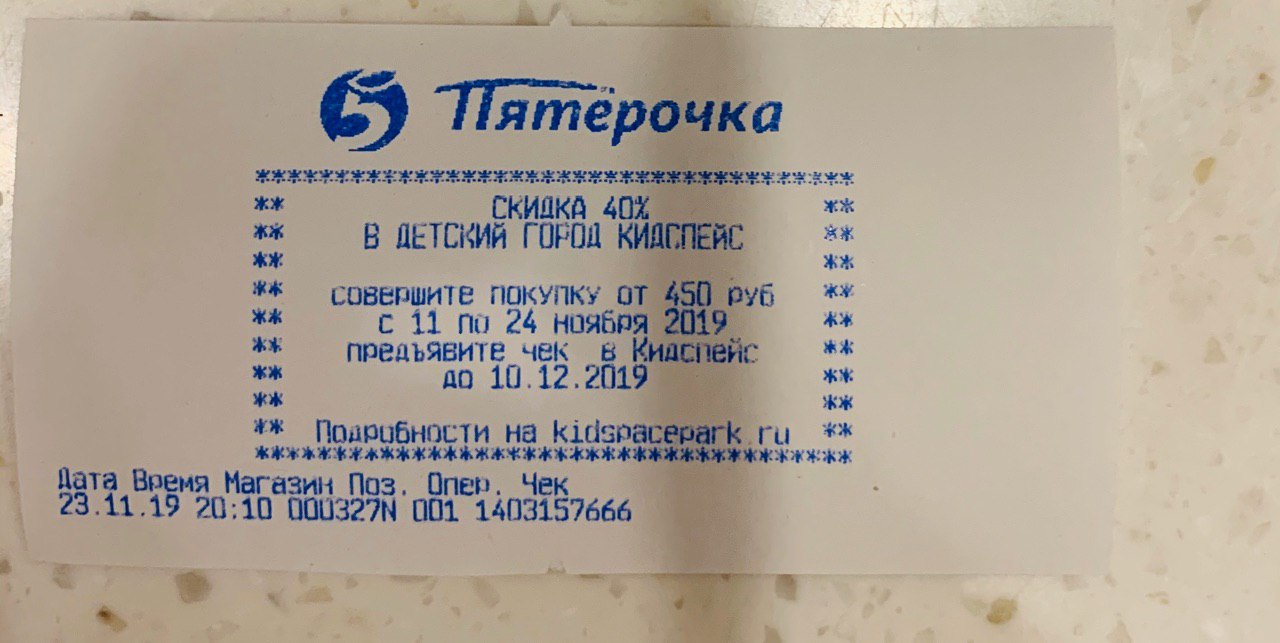 5 Пятёрочка
***************************************
** СКИДКА 40% **
** В ДЕТСКИЙ ГОРОД КИДСПЕЙС **
** **
** совершите покупку от 450 руб **
** с 11 по 24 ноября 2019 **
** предъявите чек в Кидспейс **
** до 10.12.2019 **
** **
** Подробности на kidspacepark.ru **
***************************************
Дата Время Магазин Поз. Опер. Чек
23.11.19 20:10 000327N 001 1403157666